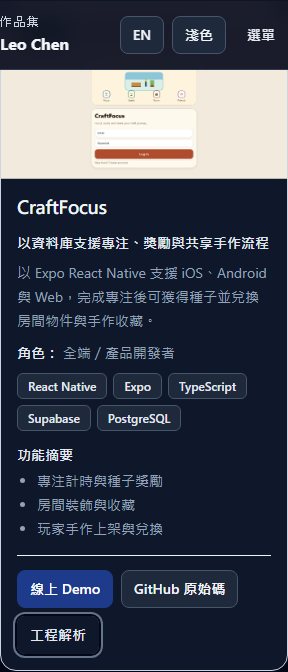 作品集
Leo Chen
EN
淺色
選單
CraftFocus
Log in
CraftFocus
以資料庫支援專注、獎勵與共享手作流程
以 Expo React Native 支援 iOS、Android
與 Web，完成專注後可獲得種子並兌換
房間物件與手作收藏。
角色： 全端 / 產品開發者
React Native
Expo
TypeScript
Supabase
PostgreSQL
功能摘要
專注計時與種子獎勵
房間裝飾與收藏
玩家手作上架與兌換
線上 Demo
GitHub 原始碼
工程解析